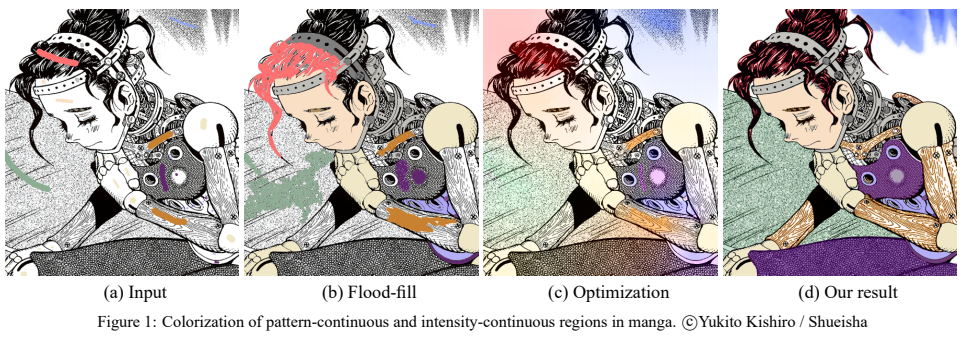 (a) Input (b) Flood-fill (c) Optimization (d) Our result
Figure 1: Colorization of pattern-continuous and intensity-continuous regions in manga. ⓒYukito Kishiro / Shueisha